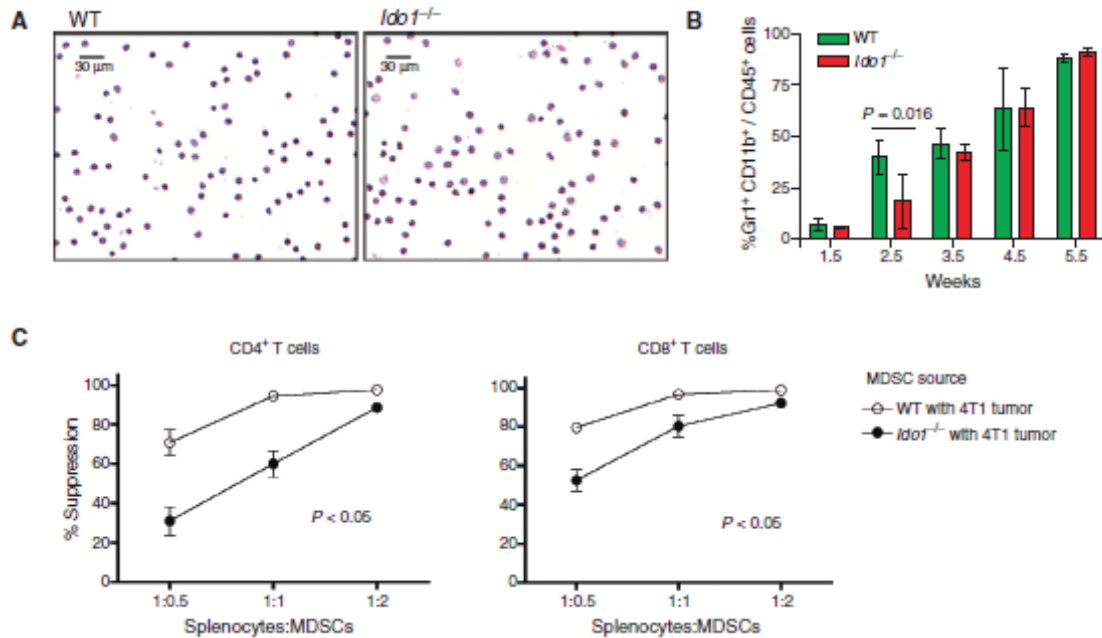 A
WT
Ido1–/–
30 µm
30 µm
B
%Gr1+ CD11b+ / CD45+ cells
100
75
50
25
0
WT
Ido1–/–
P = 0.016
1.5
2.5
3.5
4.5
5.5
Weeks
C
CD4+ T cells
% Suppression
100
80
60
40
20
0
P < 0.05
1:0.5
1:1
1:2
Splenocytes:MDSCs
CD8+ T cells
100
80
60
40
20
0
P < 0.05
1:0.5
1:1
1:2
Splenocytes:MDSCs
MDSC source
WT with 4T1 tumor
Ido1–/– with 4T1 tumor